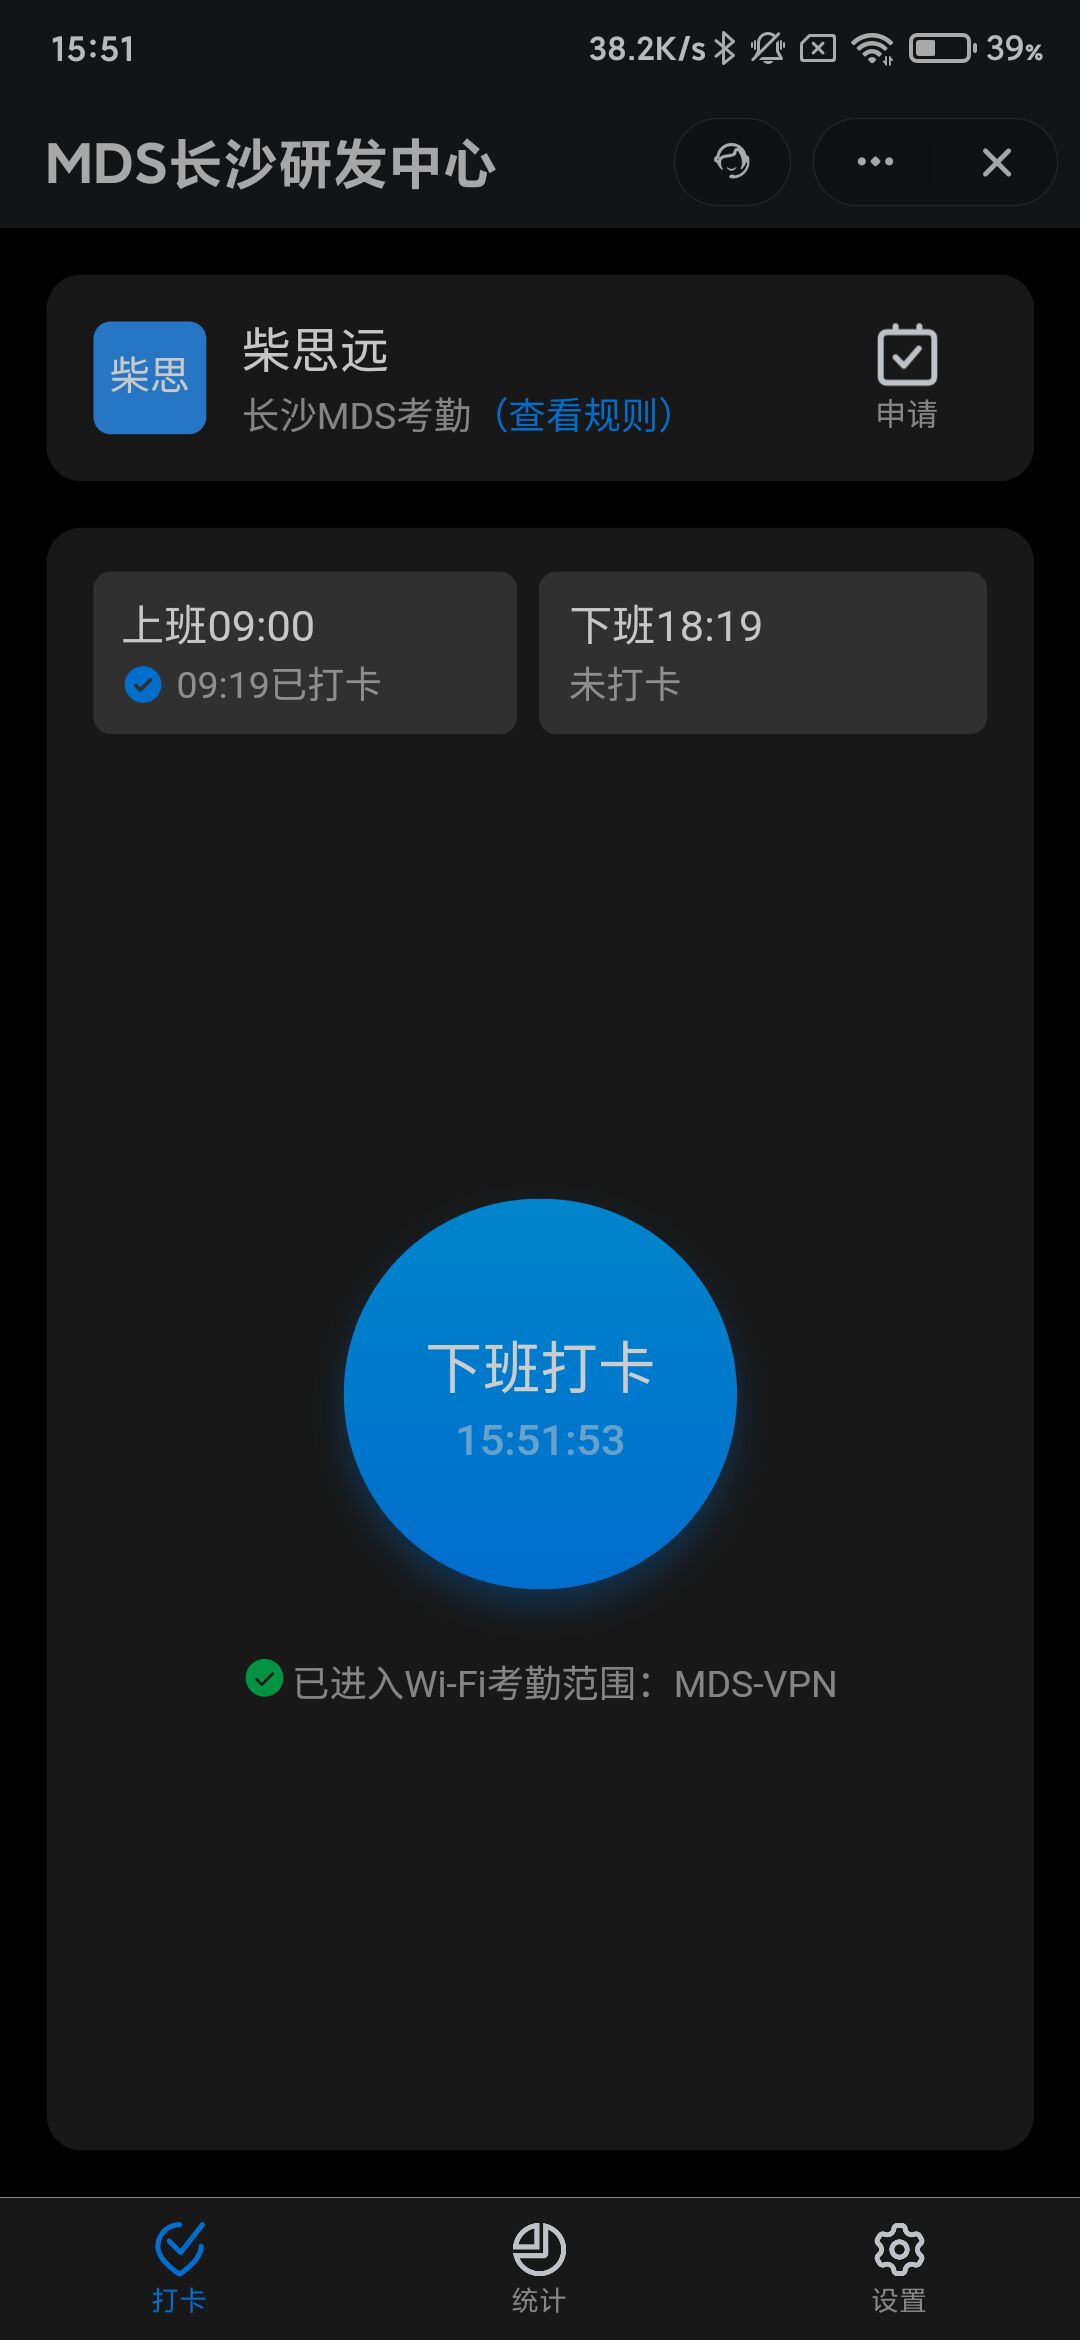 15:51
38.2K/s
39%
MDS长沙研发中心
柴思
柴思远
长沙MDS考勤（查看规则）
申请
上班09:00
09:19已打卡
下班18:19
未打卡
下班打卡
15:51:53
已进入Wi-Fi考勤范围：MDS-VPN
打卡
统计
设置